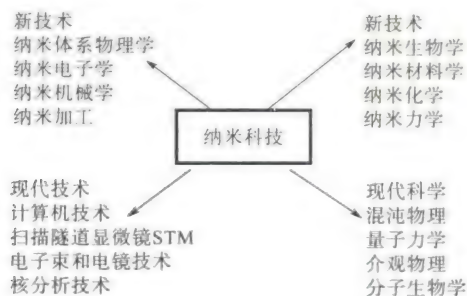 新技术
纳米体系物理学
纳米电子学
纳米机械学
纳米加工
新技术
纳米生物学
纳米材料学
纳米化学
纳米力学
纳米科技
现代技术
计算机技术
扫描隧道显微镜STM
电子束和电镜技术
核分析技术
现代科学
混沌物理
量子力学
介观物理
分子生物学